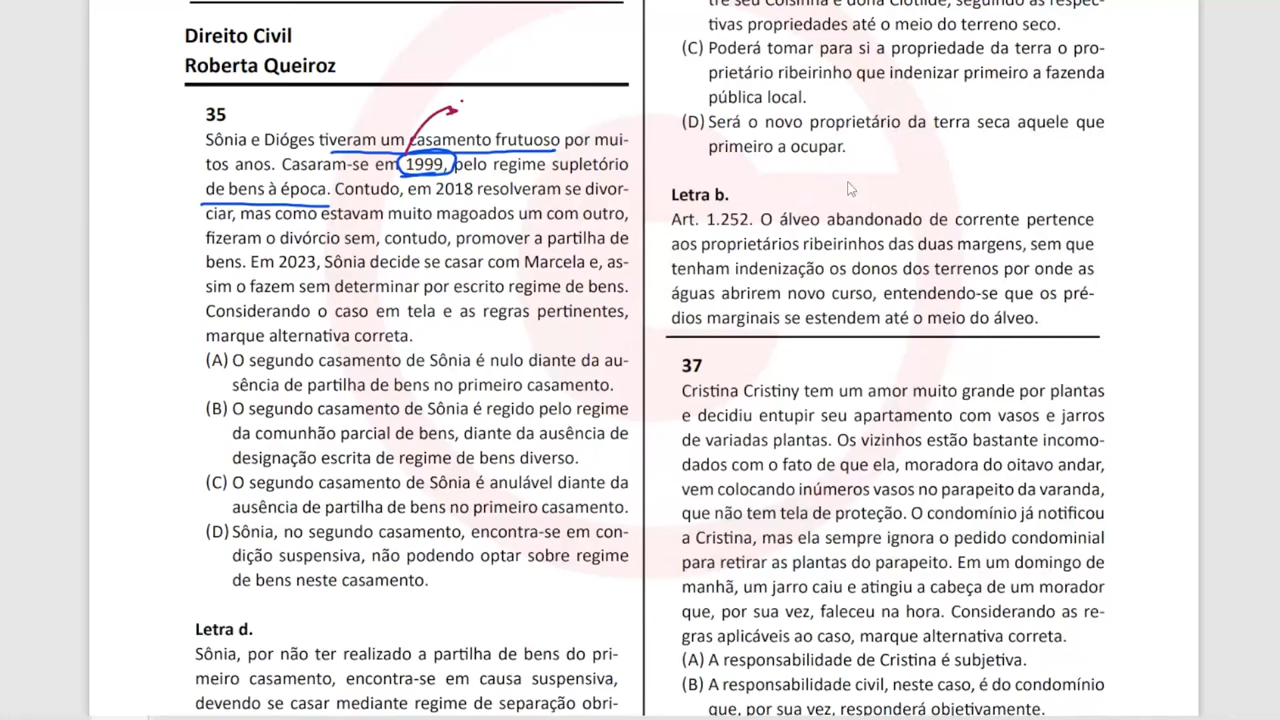 Direito Civil
Roberta Queiroz
35
Sônia e Dióges tiveram um casamento frutuoso por mui-
tos anos. Casaram-se em 1999, pelo regime supletório
de bens à época. Contudo, em 2018 resolveram se divor-
ciar, mas como estavam muito magoados um com outro,
fizeram o divórcio sem, contudo, promover a partilha de
bens. Em 2023, Sônia decide se casar com Marcela e, as-
sim o fazem sem determinar por escrito regime de bens.
Considerando o caso em tela e as regras pertinentes,
marque alternativa correta.
(A) O segundo casamento de Sônia é nulo diante da au-
sência de partilha de bens no primeiro casamento.
(B) O segundo casamento de Sônia é regido pelo regime
da comunhão parcial de bens, diante da ausência de
designação escrita de regime de bens diverso.
(C) O segundo casamento de Sônia é anulável diante da
ausência de partilha de bens no primeiro casamento.
(D) Sônia, no segundo casamento, encontra-se em con-
dição suspensiva, não podendo optar sobre regime
de bens neste casamento.
Letra d.
Sônia, por não ter realizado a partilha de bens do pri-
meiro casamento, encontra-se em causa suspensiva,
devendo se casar mediante regime de separação obri-
tre seu Coisinha e dona Clotilde, seguindo as respec-
tivas propriedades até o meio do terreno seco.
(C) Poderá tomar para si a propriedade da terra o pro-
prietário ribeirinho que indenizar primeiro a fazenda
pública local.
(D) Será o novo proprietário da terra seca aquele que
primeiro a ocupar.
Letra b.
Art. 1.252. O álveo abandonado de corrente pertence
aos proprietários ribeirinhos das duas margens, sem que
tenham indenização os donos dos terrenos por onde as
águas abrirem novo curso, entendendo-se que os pré-
dios marginais se estendem até o meio do álveo.
37
Cristina Cristiny tem um amor muito grande por plantas
e decidiu entupir seu apartamento com vasos e jarros
de variadas plantas. Os vizinhos estão bastante incomo-
dados com o fato de que ela, moradora do oitavo andar,
vem colocando inúmeros vasos no parapeito da varanda,
que não tem tela de proteção. O condomínio já notificou
a Cristina, mas ela sempre ignora o pedido condominial
para retirar as plantas do parapeito. Em um domingo de
manhã, um jarro caiu e atingiu a cabeça de um morador
que, por sua vez, faleceu na hora. Considerando as re-
gras aplicáveis ao caso, marque alternativa correta.
(A) A responsabilidade de Cristina é subjetiva.
(B) A responsabilidade civil, neste caso, é do condomínio
que, por sua vez, responderá objetivamente.